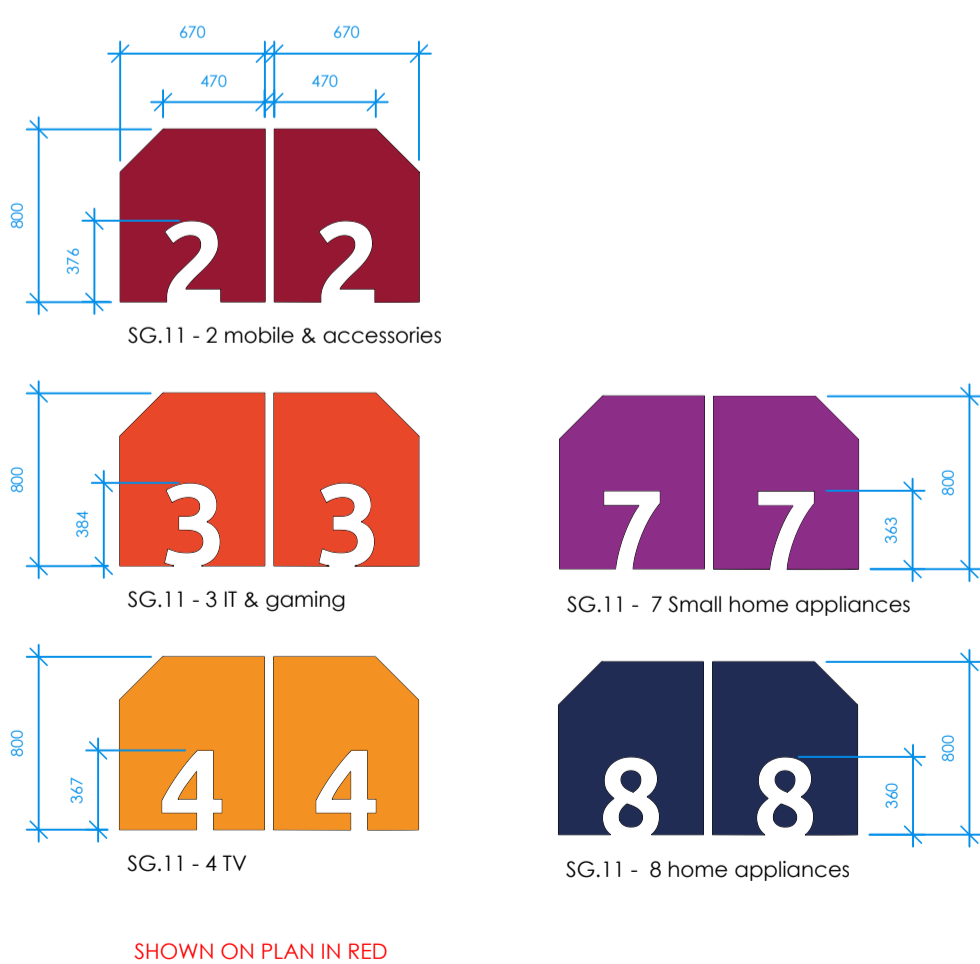 670 670
470 470
800
376
2 2
SG.11 - 2 mobile & accessories
800
384
3 3
SG.11 - 3 IT & gaming
7 7
800
363
SG.11 - 7 Small home appliances
800
367
4 4
SG.11 - 4 TV
8 8
800
360
SG.11 - 8 home appliances
SHOWN ON PLAN IN RED